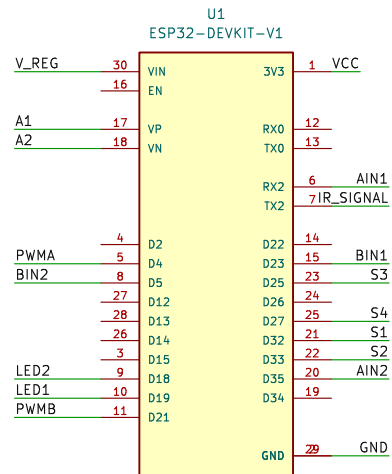 U1
ESP32-DEVKIT-V1
V_REG 30 VIN 3V3 1 VCC
16 EN
A1 17 VP RX0 12
A2 18 VN TX0 13
RX2 6 AIN1
TX2 7 IR_SIGNAL
4 D2 D22 14
PWMA 5 D4 D23 15 BIN1
BIN2 8 D5 D25 23 S3
27 D12 D26 24
28 D13 D27 25 S4
26 D14 D32 21 S1
3 D15 D33 22 S2
LED2 9 D18 D35 20 AIN2
LED1 10 D19 D34 19
PWMB 11 D21
GND GND